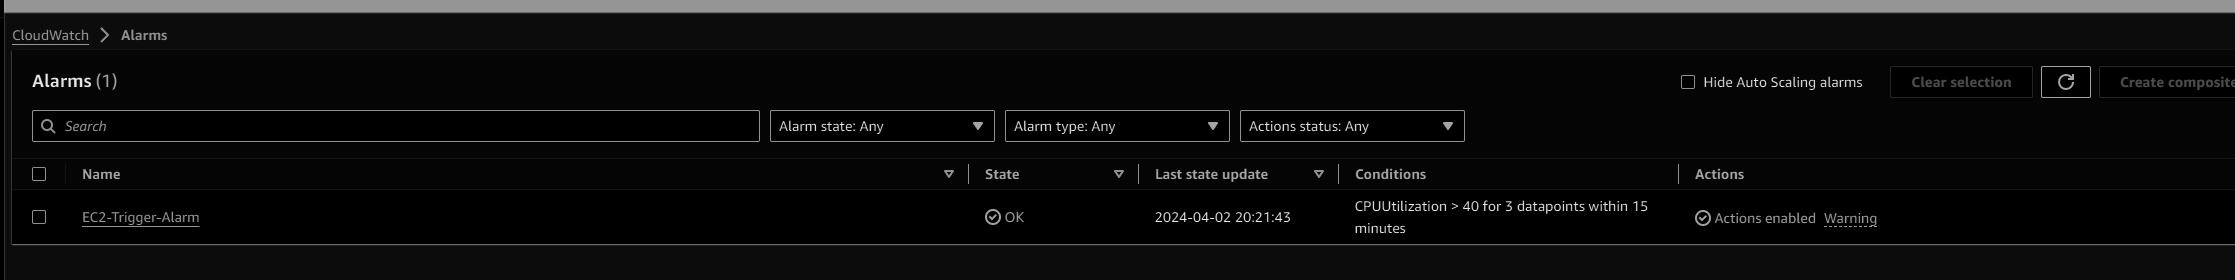 CloudWatch Alarms
Alarms (1)
Hide Auto Scaling alarms Clear selection Create composite
Search Alarm state: Any Alarm type: Any Actions status: Any
Name State Last state update Conditions Actions
EC2-Trigger-Alarm OK 2024-04-02 20:21:43 CPUUtilization > 40 for 3 datapoints within 15
minutes Actions enabled Warning